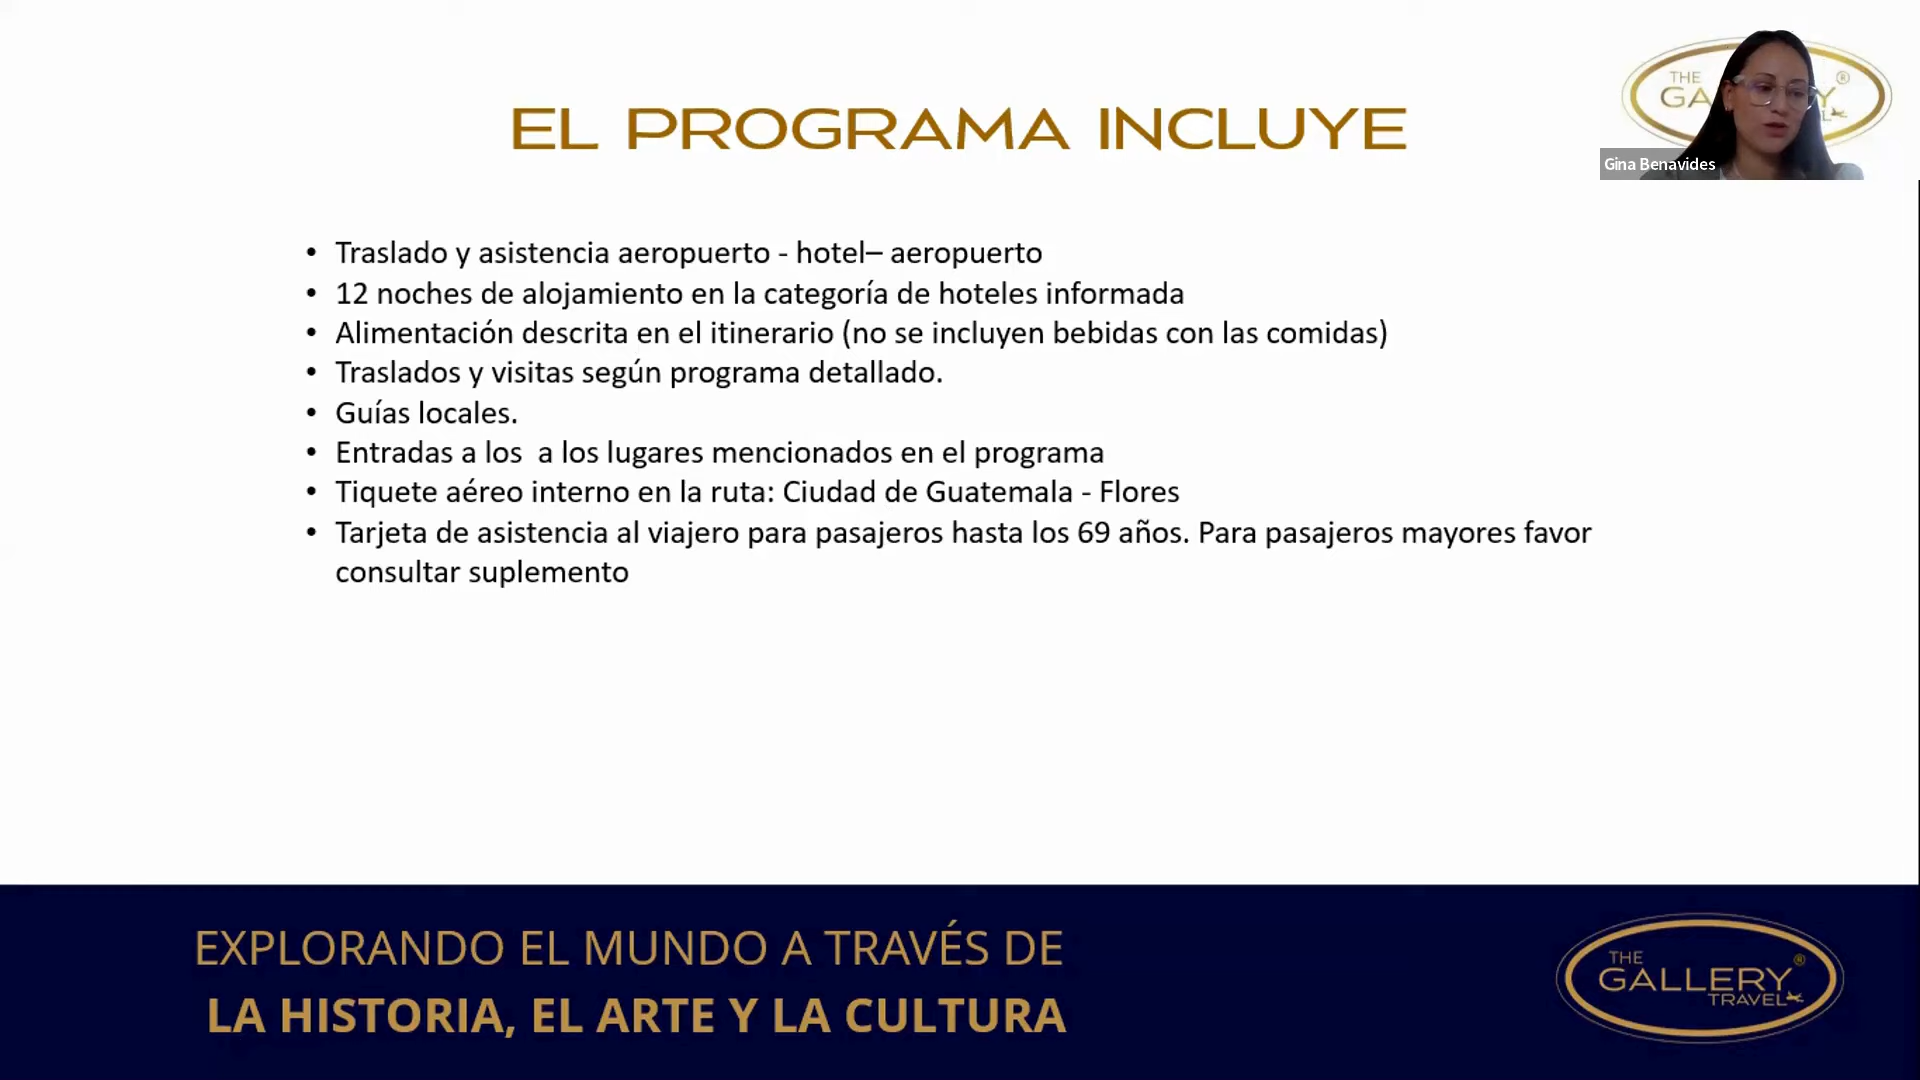 EL PROGRAMA INCLUYE
THE
GA Y
®
L
Gina Benavides
• Traslado y asistencia aeropuerto - hotel– aeropuerto
• 12 noches de alojamiento en la categoría de hoteles informada
• Alimentación descrita en el itinerario (no se incluyen bebidas con las comidas)
• Traslados y visitas según programa detallado.
• Guías locales.
• Entradas a los  a los lugares mencionados en el programa
• Tiquete aéreo interno en la ruta: Ciudad de Guatemala - Flores
• Tarjeta de asistencia al viajero para pasajeros hasta los 69 años. Para pasajeros mayores favor
consultar suplemento
EXPLORANDO EL MUNDO A TRAVÉS DE
LA HISTORIA, EL ARTE Y LA CULTURA
THE
GALLERY®
TRAVEL